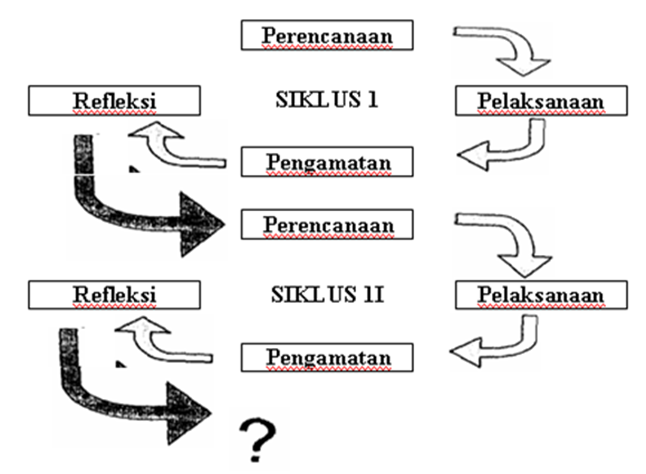 Perencanaan
Refleksi
SIKLUS 1
Pelaksanaan
Pengamatan
Perencanaan
Refleksi
SIKLUS 1I
Pelaksanaan
Pengamatan
?